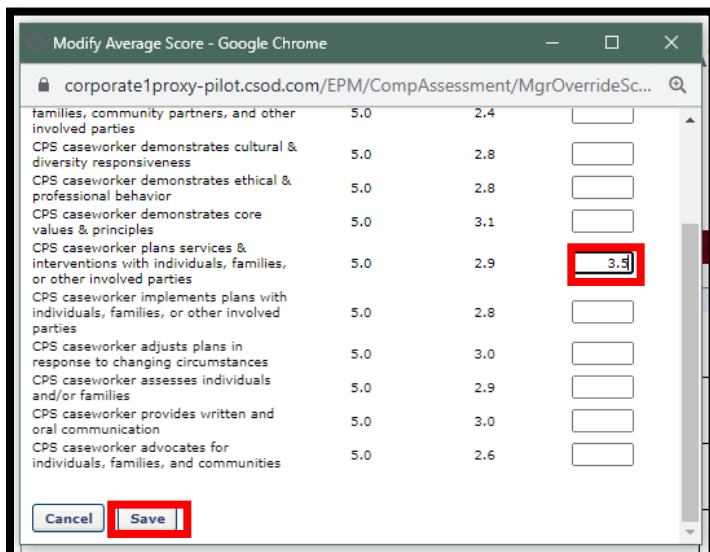 Modify Average Score - Google Chrome
corporate1proxy-pilot.csod.com/EPM/CompAssessment/MgrOverrideSc...
families, community partners, and other 5.0 2.4
involved parties
CPS caseworker demonstrates cultural &
diversity responsiveness 5.0 2.8
CPS caseworker demonstrates ethical &
professional behavior 5.0 2.8
CPS caseworker demonstrates core
values & principles 5.0 3.1
CPS caseworker plans services &
interventions with individuals, families, 5.0 2.9 3.5
or other involved parties
CPS caseworker implements plans with
individuals, families, or other involved 5.0 2.8
parties
CPS caseworker adjusts plans in
response to changing circumstances 5.0 3.0
CPS caseworker assesses individuals
and/or families 5.0 2.9
CPS caseworker provides written and
oral communication 5.0 3.0
CPS caseworker advocates for
individuals, families, and communities 5.0 2.6
Cancel Save